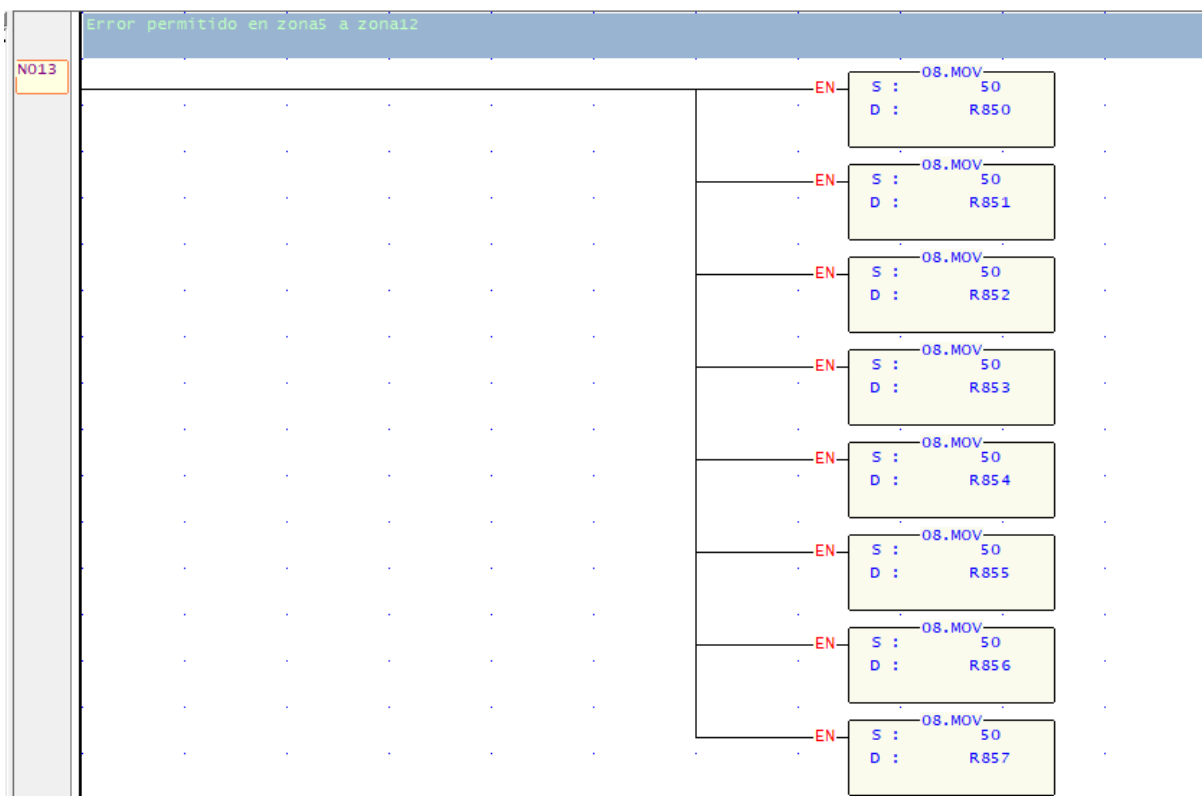 Error permitido en zona5 a zona12
N013
08.MOV
EN S : 50
D : R850
08.MOV
EN S : 50
D : R851
08.MOV
EN S : 50
D : R852
08.MOV
EN S : 50
D : R853
08.MOV
EN S : 50
D : R854
08.MOV
EN S : 50
D : R855
08.MOV
EN S : 50
D : R856
08.MOV
EN S : 50
D : R857